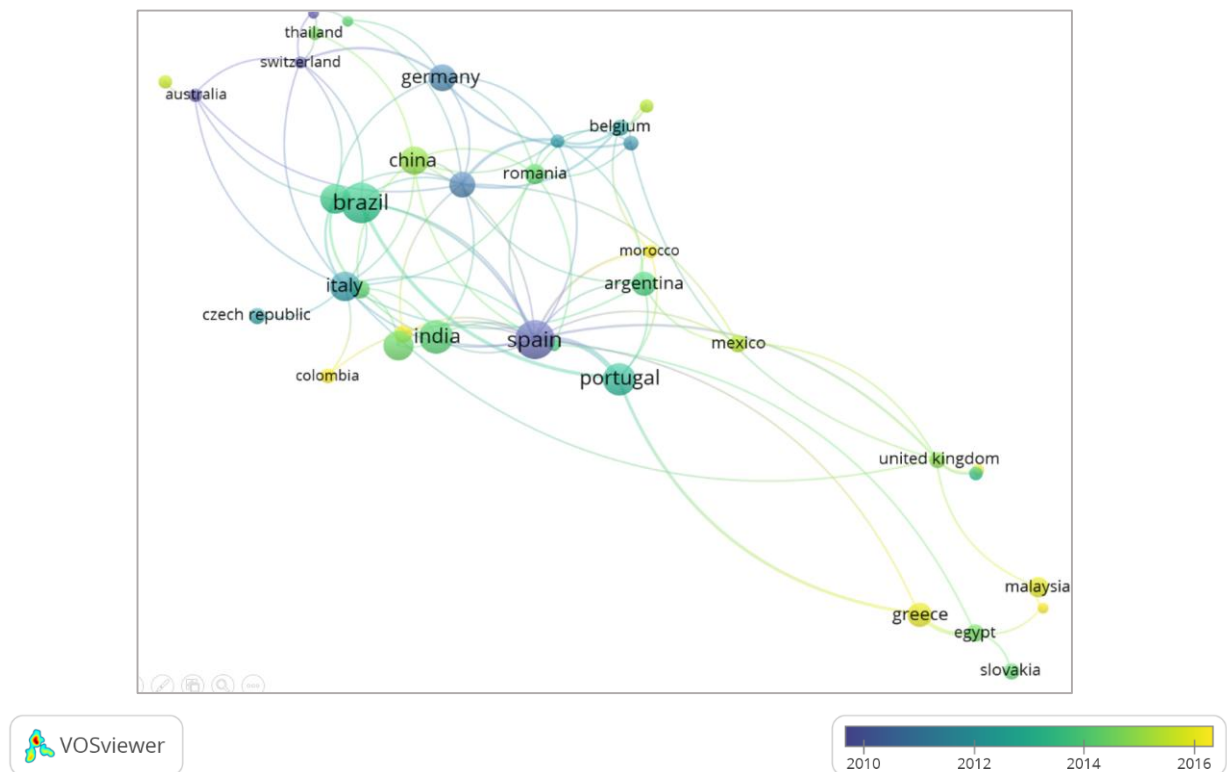 thailand
switzerland
germany
australia
belgium
china
romania
brazil
morocco
argentina
italy
czech republic
india
spain
mexico
colombia
portugal
united kingdom
malaysia
greece
egypt
slovakia
VOSviewer
2010 2012 2014 2016